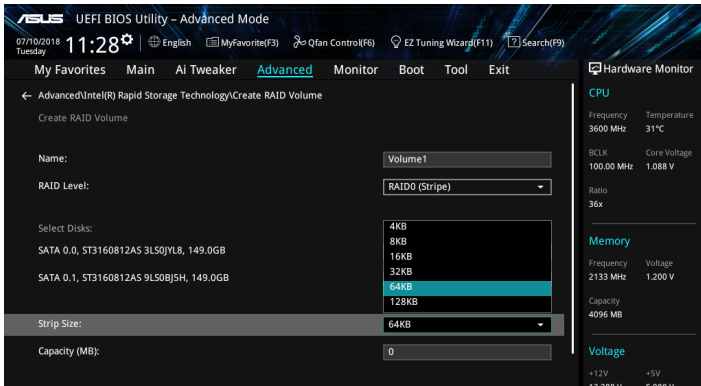 ASUS UEFI BIOS Utility – Advanced Mode
07/10/2018 Tuesday 11:28 English MyFavorite(F3) Qfan Control(F6) EZ Tuning Wizard(F11) Search(F9)
My Favorites Main Ai Tweaker Advanced Monitor Boot Tool Exit
Hardware Monitor
Advanced\Intel(R) Rapid Storage Technology\Create RAID Volume
Create RAID Volume
Name: Volume1
RAID Level: RAID0 (Stripe)
Select Disks:
SATA 0.0, ST3160812AS 3LS0JYL8, 149.0GB
SATA 0.1, ST3160812AS 9LS0BJ5H, 149.0GB
4KB
8KB
16KB
32KB
64KB
128KB
Strip Size: 64KB
Capacity (MB): 0
CPU
Frequency Temperature
3600 MHz 31°C
BCLK Core Voltage
100.00 MHz 1.088 V
Ratio
36x
Memory
Frequency Voltage
2133 MHz 1.200 V
Capacity
4096 MB
Voltage
+12V +5V